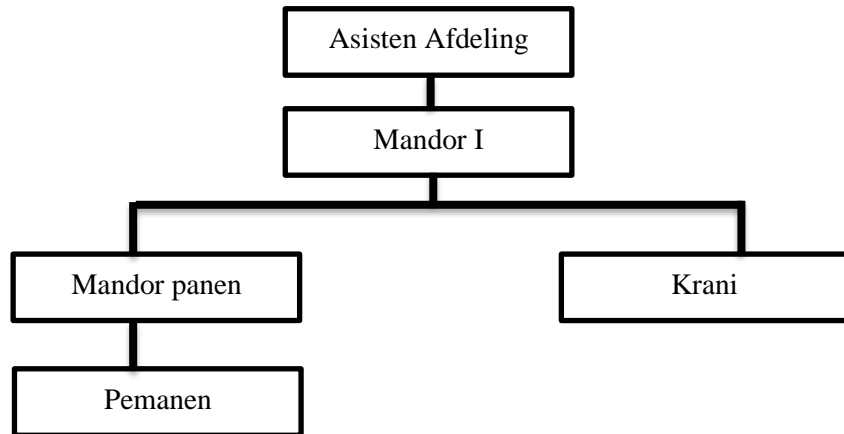 Asisten Afdeling
Mandor I
Mandor panen
Krani
Pemanen